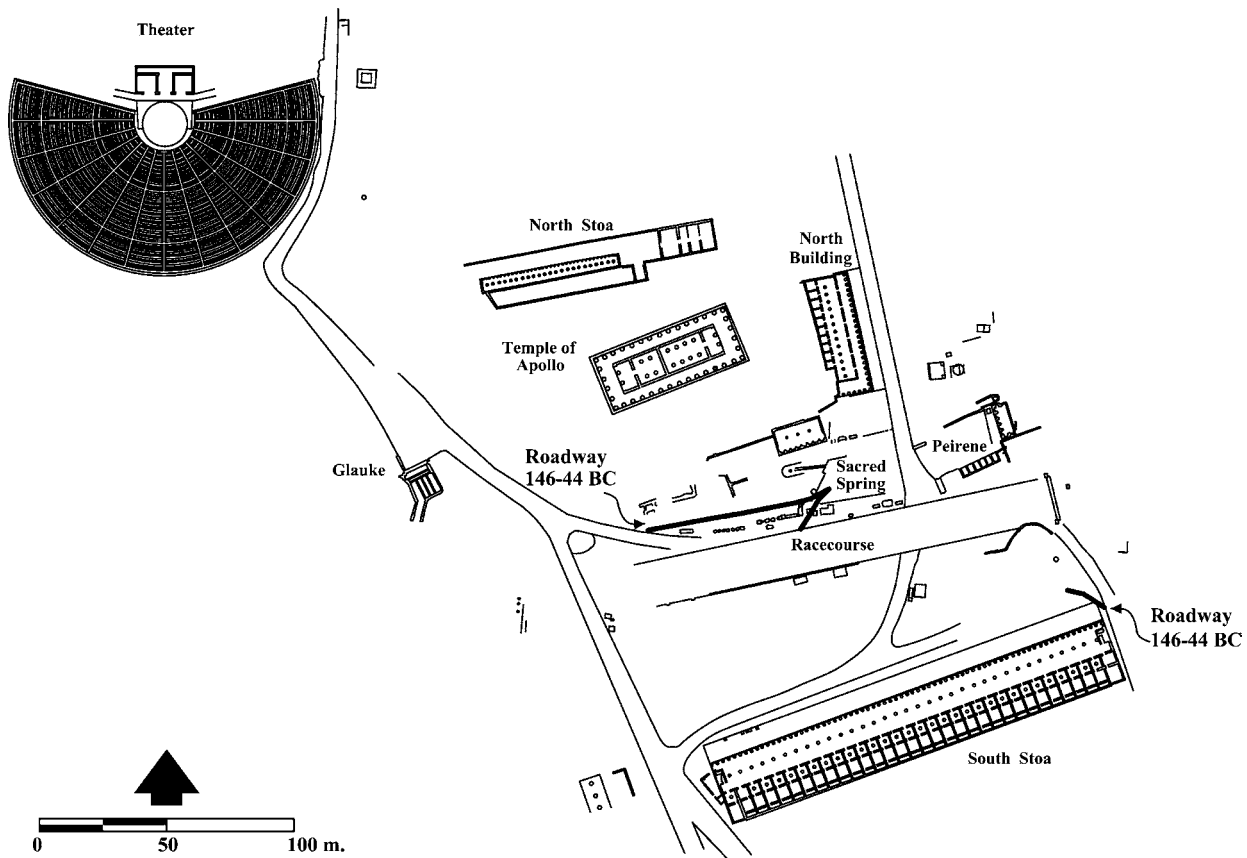 Theater
North Stoa
North
Building
Temple of
Apollo
Peirene
Glauke
Roadway
146-44 BC
Sacred
Spring
Racecourse
Roadway
146-44 BC
South Stoa
0 50 100 m.